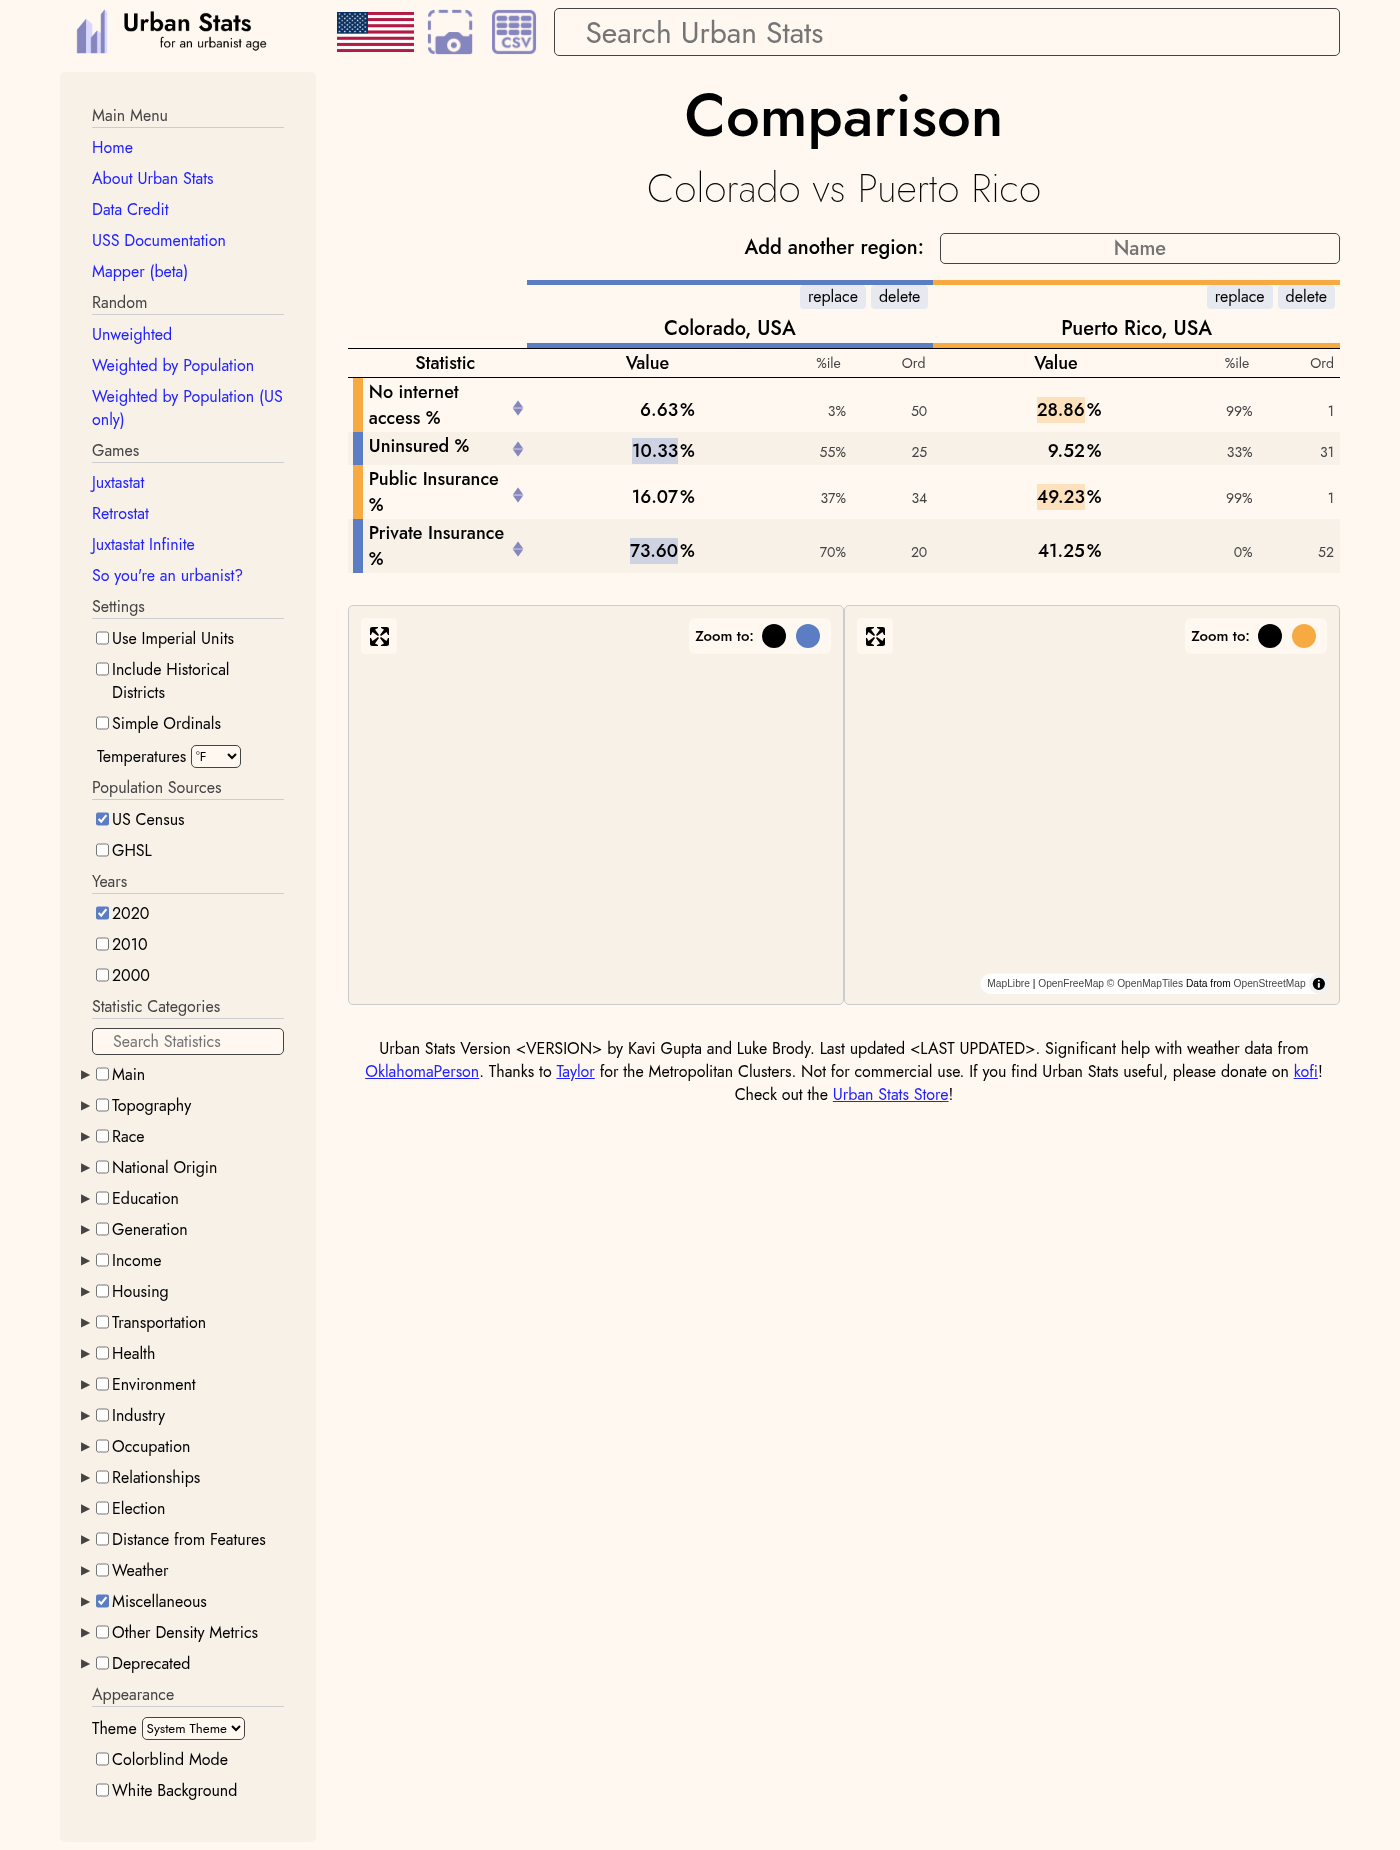 Urban Stats
for an urbanist age
CSV
Search Urban Stats
Main Menu
Home
About Urban Stats
Data Credit
USS Documentation
Mapper (beta)
Random
Unweighted
Weighted by Population
Weighted by Population (US
only)
Games
Juxtastat
Retrostat
Juxtastat Infinite
So you're an urbanist?
Settings
Use Imperial Units
Include Historical
Districts
Simple Ordinals
Temperatures °F
Population Sources
US Census
GHSL
Years
2020
2010
2000
Statistic Categories
Search Statistics
Main
Topography
Race
National Origin
Education
Generation
Income
Housing
Transportation
Health
Environment
Industry
Occupation
Relationships
Election
Distance from Features
Weather
Miscellaneous
Other Density Metrics
Deprecated
Appearance
Theme System Theme
Colorblind Mode
White Background
Comparison
Colorado vs Puerto Rico
Add another region: Name
replace delete replace delete
Colorado, USA Puerto Rico, USA
Statistic Value %ile Ord Value %ile Ord
No internet
access % 6.63% 3% 50 28.86% 99% 1
Uninsured % 10.33% 55% 25 9.52% 33% 31
Public Insurance
% 16.07% 37% 34 49.23% 99% 1
Private Insurance
% 73.60% 70% 20 41.25% 0% 52
Zoom to: Zoom to:
MapLibre | OpenFreeMap © OpenMapTiles Data from OpenStreetMap
Urban Stats Version <VERSION> by Kavi Gupta and Luke Brody. Last updated <LAST UPDATED>. Significant help with weather data from
OklahomaPerson. Thanks to Taylor for the Metropolitan Clusters. Not for commercial use. If you find Urban Stats useful, please donate on kofi!
Check out the Urban Stats Store!